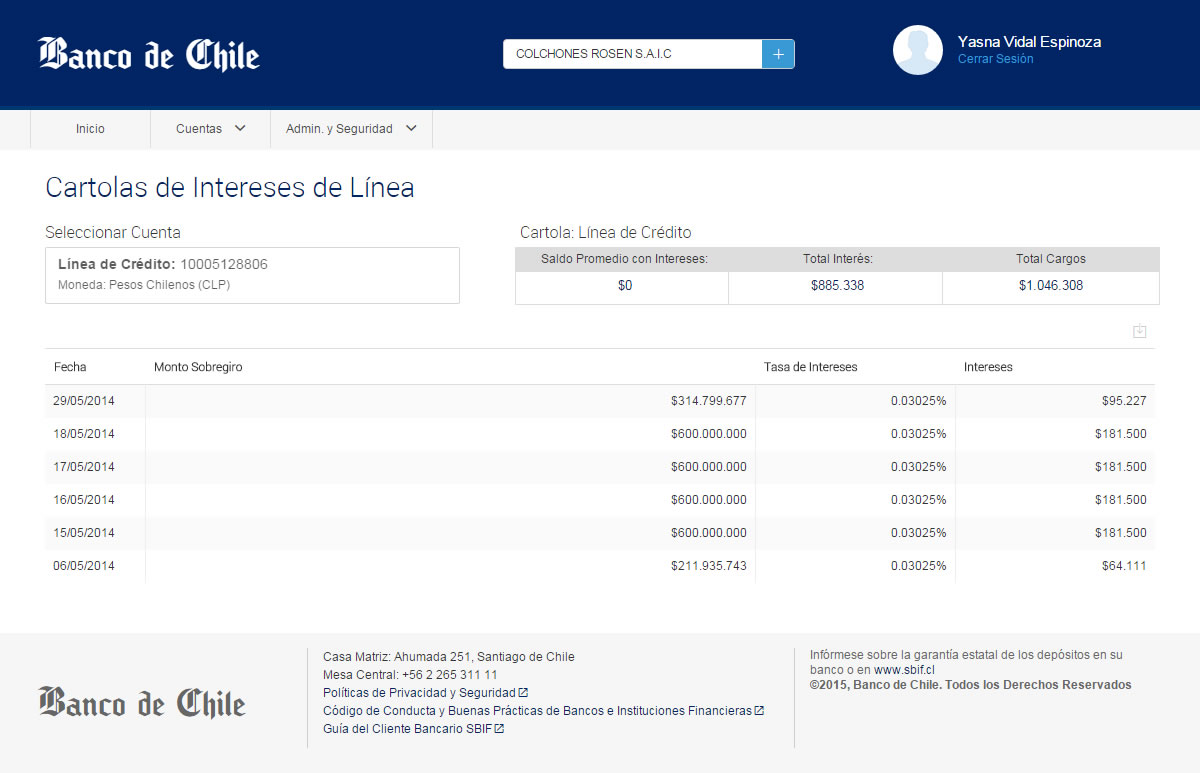 Banco de Chile
COLCHONES ROSEN S.A.I.C +
Yasna Vidal Espinoza
Cerrar Sesión
Inicio Cuentas Admin. y Seguridad
Cartolas de Intereses de Línea
Seleccionar Cuenta
Línea de Crédito: 10005128806
Moneda: Pesos Chilenos (CLP)
Cartola: Línea de Crédito
Saldo Promedio con Intereses: Total Interés: Total Cargos
$0 $885.338 $1.046.308
Fecha Monto Sobregiro Tasa de Intereses Intereses
29/05/2014 $314.799.677 0.03025% $95.227
18/05/2014 $600.000.000 0.03025% $181.500
17/05/2014 $600.000.000 0.03025% $181.500
16/05/2014 $600.000.000 0.03025% $181.500
15/05/2014 $600.000.000 0.03025% $181.500
06/05/2014 $211.935.743 0.03025% $64.111
Banco de Chile
Casa Matriz: Ahumada 251, Santiago de Chile
Mesa Central: +56 2 265 311 11
Políticas de Privacidad y Seguridad
Código de Conducta y Buenas Prácticas de Bancos e Instituciones Financieras
Guía del Cliente Bancario SBIF
Infórmese sobre la garantía estatal de los depósitos en su
banco o en www.sbif.cl
©2015, Banco de Chile. Todos los Derechos Reservados